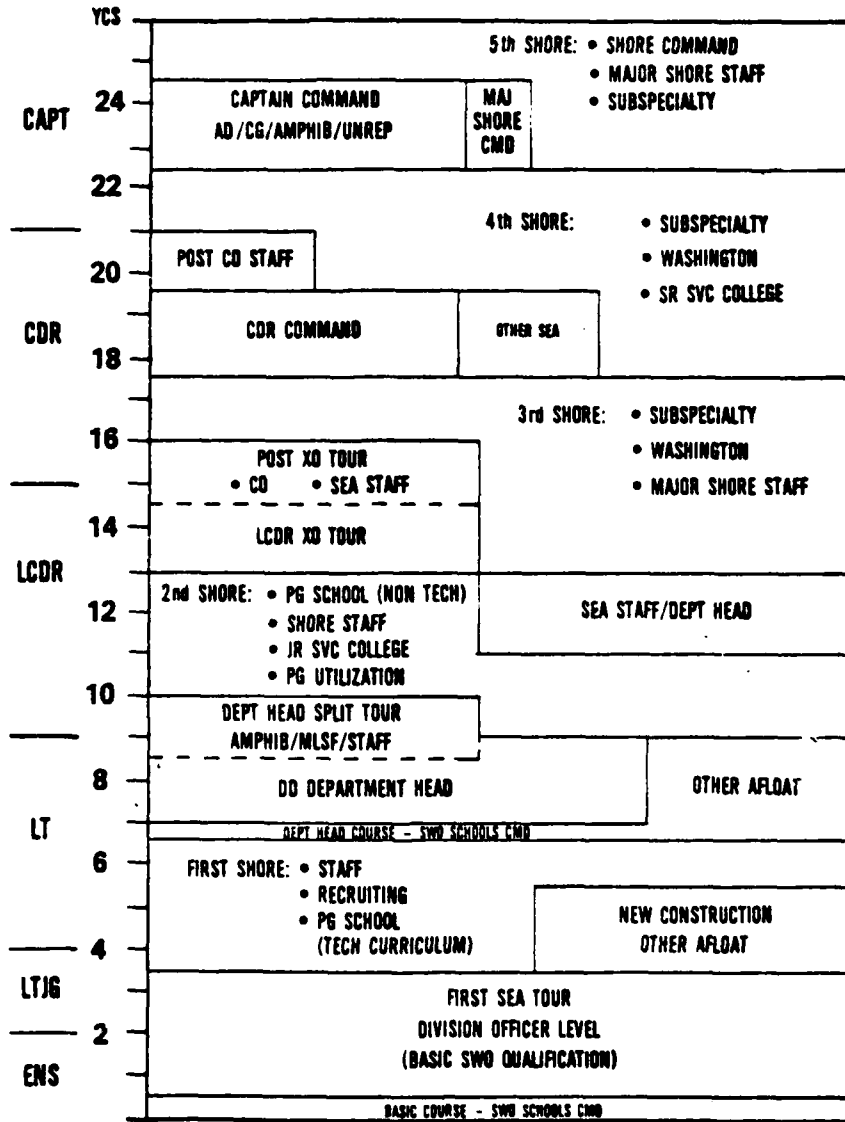 YCS
5th SHORE: • SHORE COMMAND
• MAJOR SHORE STAFF
• SUBSPECIALTY
CAPT
24
CAPTAIN COMMAND
AD/CG/AMPHIB/UNREP
MAJ
SHORE
CMD
22
4th SHORE: • SUBSPECIALTY
• WASHINGTON
• SR SVC COLLEGE
20
POST CO STAFF
CDR
CDR COMMAND
OTHER SEA
18
3rd SHORE: • SUBSPECIALTY
• WASHINGTON
• MAJOR SHORE STAFF
16
POST XO TOUR
• CO • SEA STAFF
14
LCDR XO TOUR
LCDR
2nd SHORE: • PG SCHOOL (NON TECH)
• SHORE STAFF
• JR SVC COLLEGE
• PG UTILIZATION
12
SEA STAFF/DEPT HEAD
10
DEPT HEAD SPLIT TOUR
AMPHIB/MLSF/STAFF
8
DD DEPARTMENT HEAD
OTHER AFLOAT
LT
DEPT HEAD COURSE - SWO SCHOOLS CMD
6
FIRST SHORE: • STAFF
• RECRUITING
• PG SCHOOL
(TECH CURRICULUM)
NEW CONSTRUCTION
OTHER AFLOAT
4
LTJG
FIRST SEA TOUR
DIVISION OFFICER LEVEL
(BASIC SWO QUALIFICATION)
2
ENS
BASIC COURSE - SWO SCHOOLS CMD